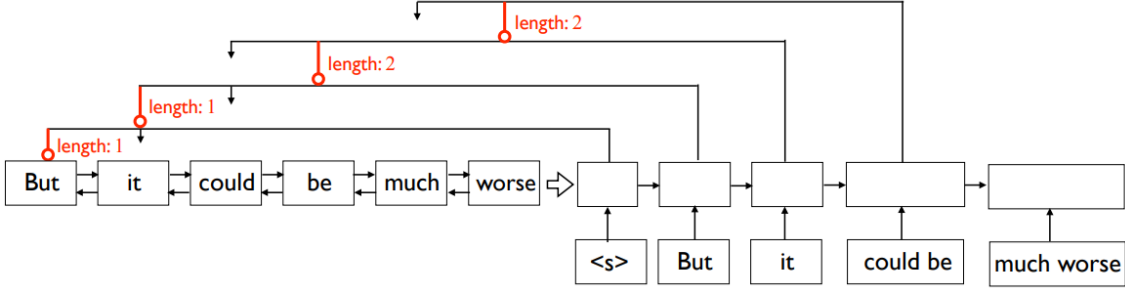 length: 2
length: 2
length: 1
length: 1
But it could be much worse
<s> But it could be much worse